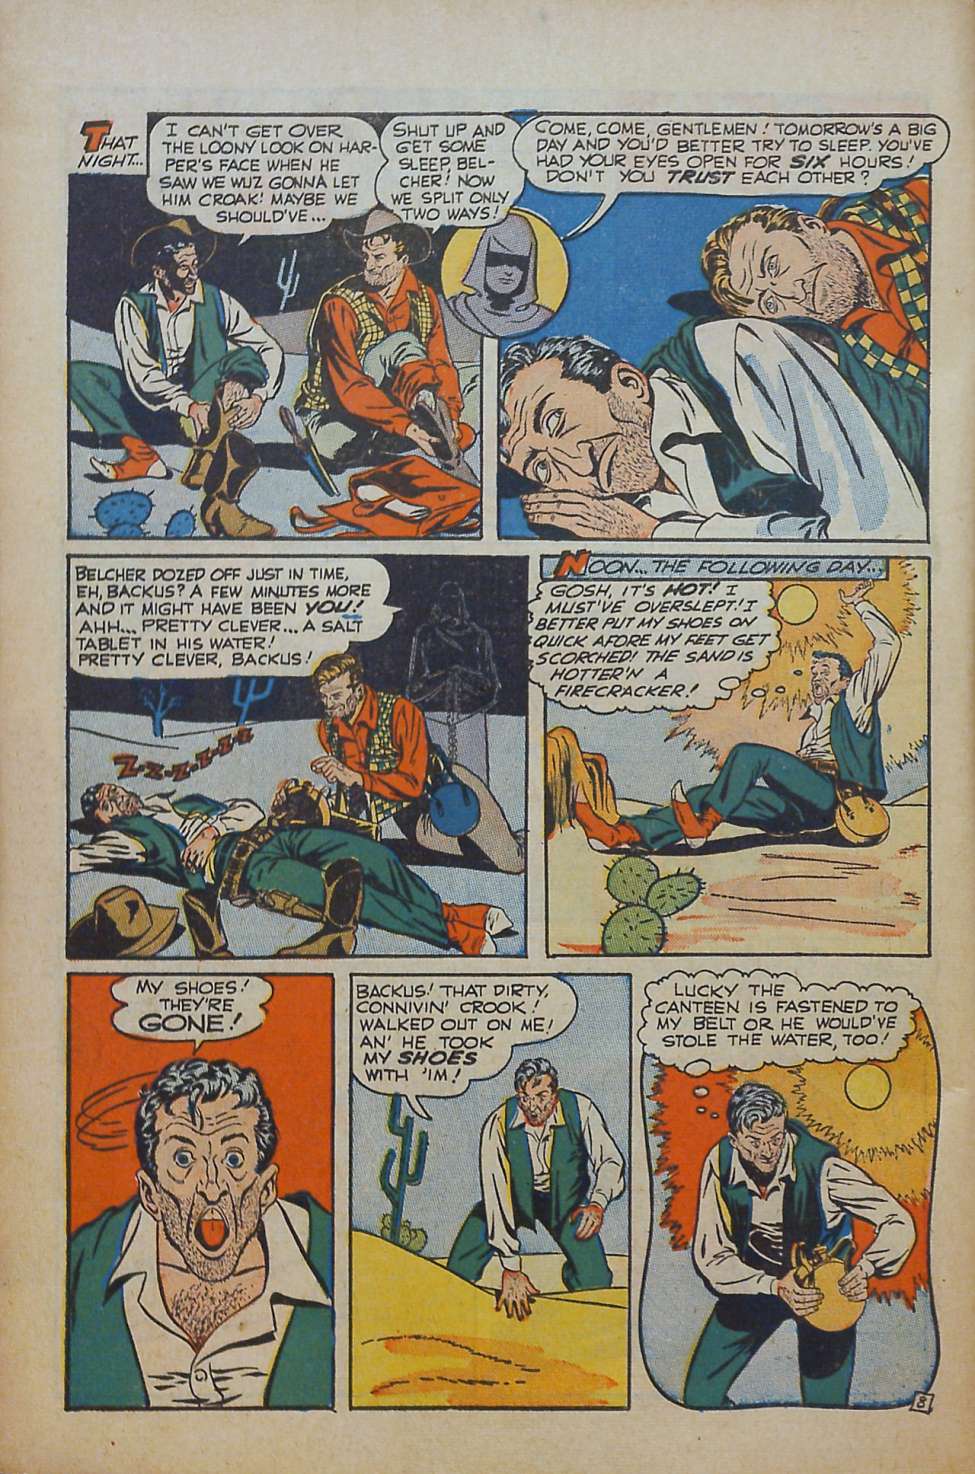 THAT
NIGHT...
I CAN'T GET OVER
THE LOONY LOOK ON HAR-
PER'S FACE WHEN HE
SAW WE WUZ GONNA LET
HIM CROAK! MAYBE WE
SHOULD'VE...
SHUT UP AND
GET SOME
SLEEP, BEL-
CHER! NOW
WE SPLIT ONLY
TWO WAYS!
COME, COME, GENTLEMEN! TOMORROW'S A BIG
DAY AND YOU'D BETTER TRY TO SLEEP. YOU'VE
HAD YOUR EYES OPEN FOR SIX HOURS!
DON'T YOU TRUST EACH OTHER?
BELCHER DOZED OFF JUST IN TIME,
EH, BACKUS? A FEW MINUTES MORE
AND IT MIGHT HAVE BEEN YOU!
AHH... PRETTY CLEVER... A SALT
TABLET IN HIS WATER!
PRETTY CLEVER, BACKUS!
Z-Z-Z-Z-Z-Z
NOON... THE FOLLOWING DAY...
GOSH, IT'S HOT! I
MUST'VE OVERSLEPT! I
BETTER PUT MY SHOES ON
QUICK AFORE MY FEET GET
SCORCHED! THE SAND IS
HOTTER'N A
FIRECRACKER!
MY SHOES!
THEY'RE
GONE!
BACKUS! THAT DIRTY,
CONNIVIN' CROOK!
WALKED OUT ON ME!
AN' HE TOOK
MY SHOES
WITH 'IM!
LUCKY THE
CANTEEN IS FASTENED TO
MY BELT OR HE WOULD'VE
STOLE THE WATER, TOO!
8